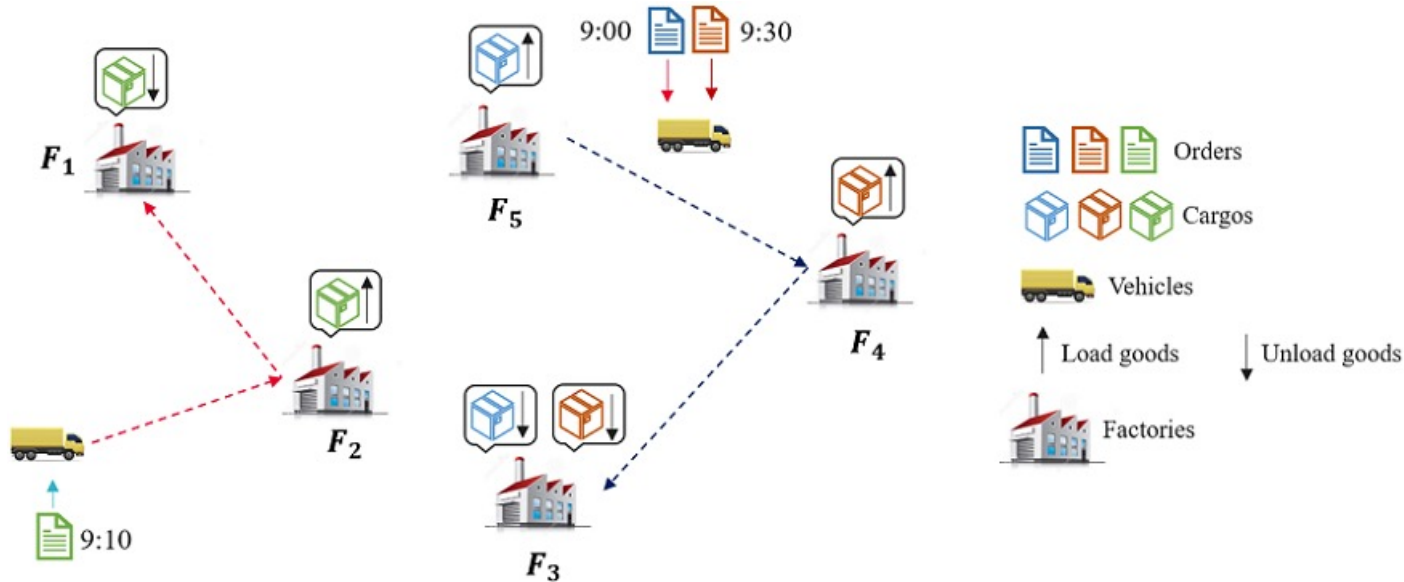 9:00 9:30
F₁
F₅
F₄
F₂
F₃
9:10
Orders
Cargos
Vehicles
Load goods
Unload goods
Factories